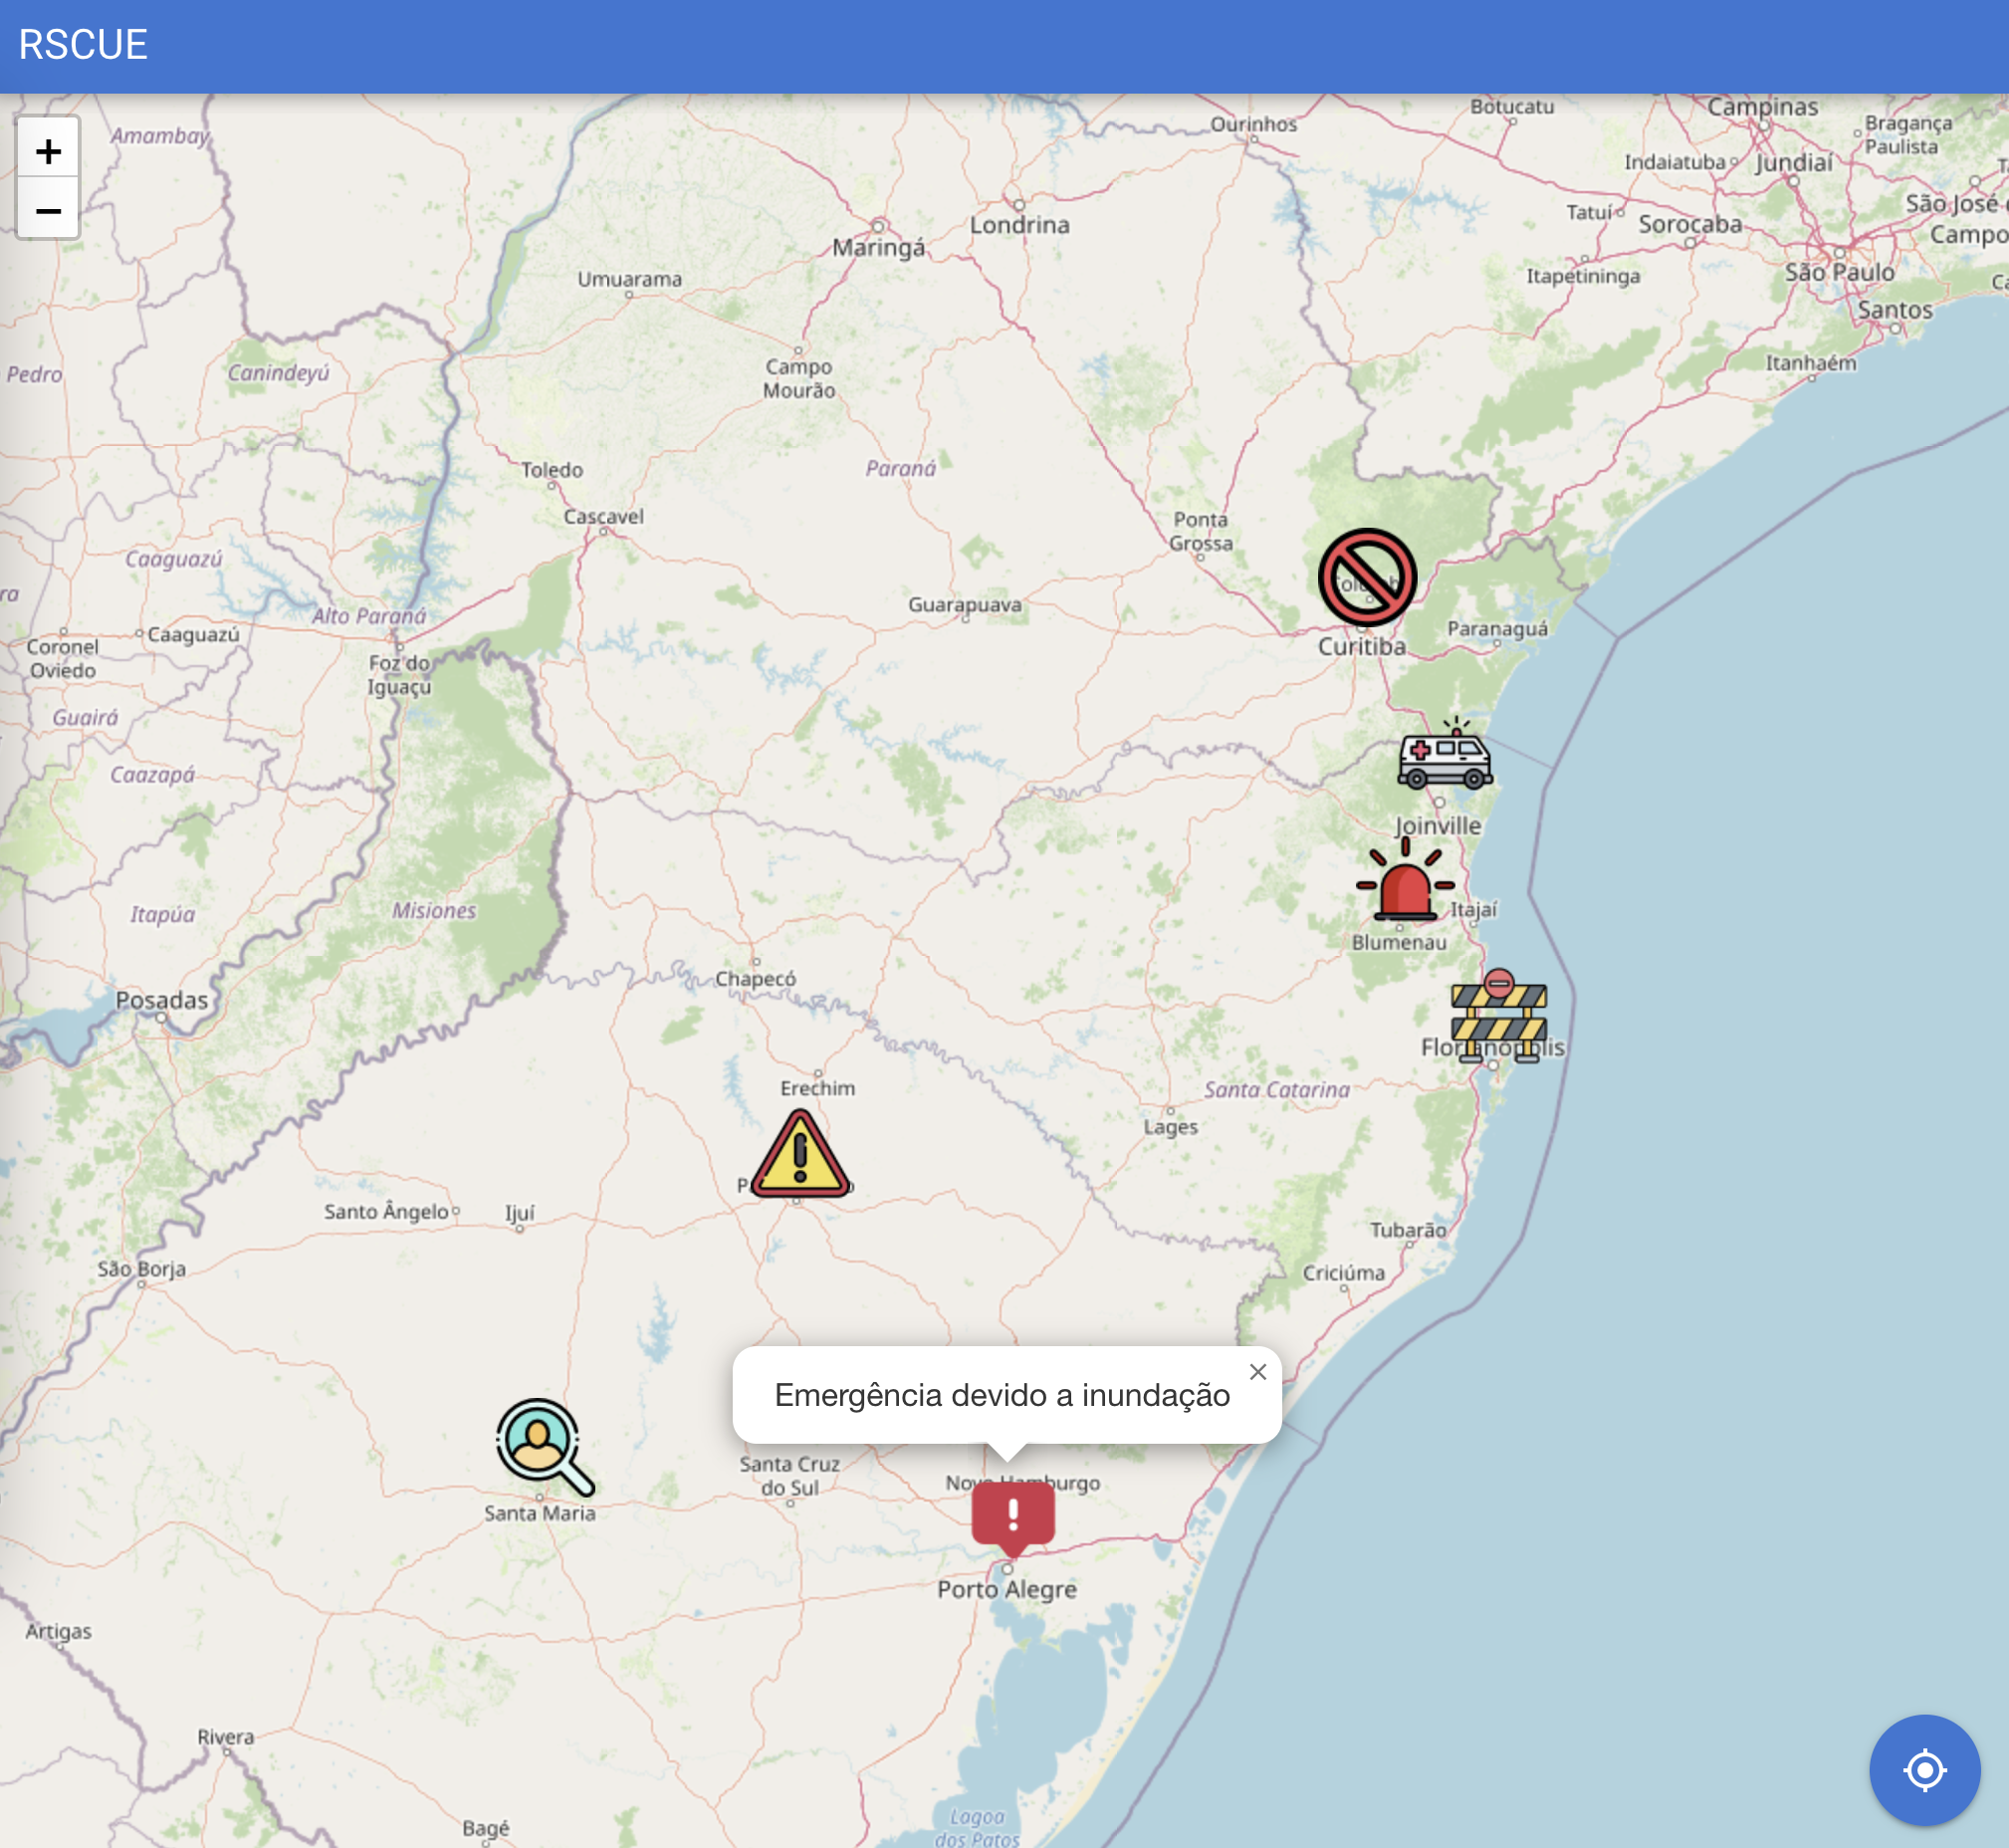 RSCUE
+
−
Amambay
Ourinhos
Botucatu
Campinas
Bragança
Paulista
Indaiatuba
Jundiaí
Tatuí
Sorocaba
São José
Campo
Londrina
Maringá
Itapetininga
São Paulo
Umuarama
Santos
Pedro
Canindeyú
Campo
Mourão
Itanhaém
Toledo
Paraná
Cascavel
Ponta
Grossa
Caaguazú
Alto Paraná
Guarapuava
Paranaguá
Coronel
Oviedo
Caaguazú
Curitiba
Foz do
Iguaçu
Guairá
Caazapá
Joinville
Itapúa
Misiones
Itajaí
Blumenau
Chapecó
Posadas
Florianópolis
Erechim
Santa Catarina
Lages
Santo Ângelo
Ijuí
Tubarão
São Borja
Criciúma
Emergência devido a inundação
×
Santa Cruz
do Sul
Novo Hamburgo
Santa Maria
!
Porto Alegre
Artigas
Rivera
Bagé
Lagoa
dos Patos